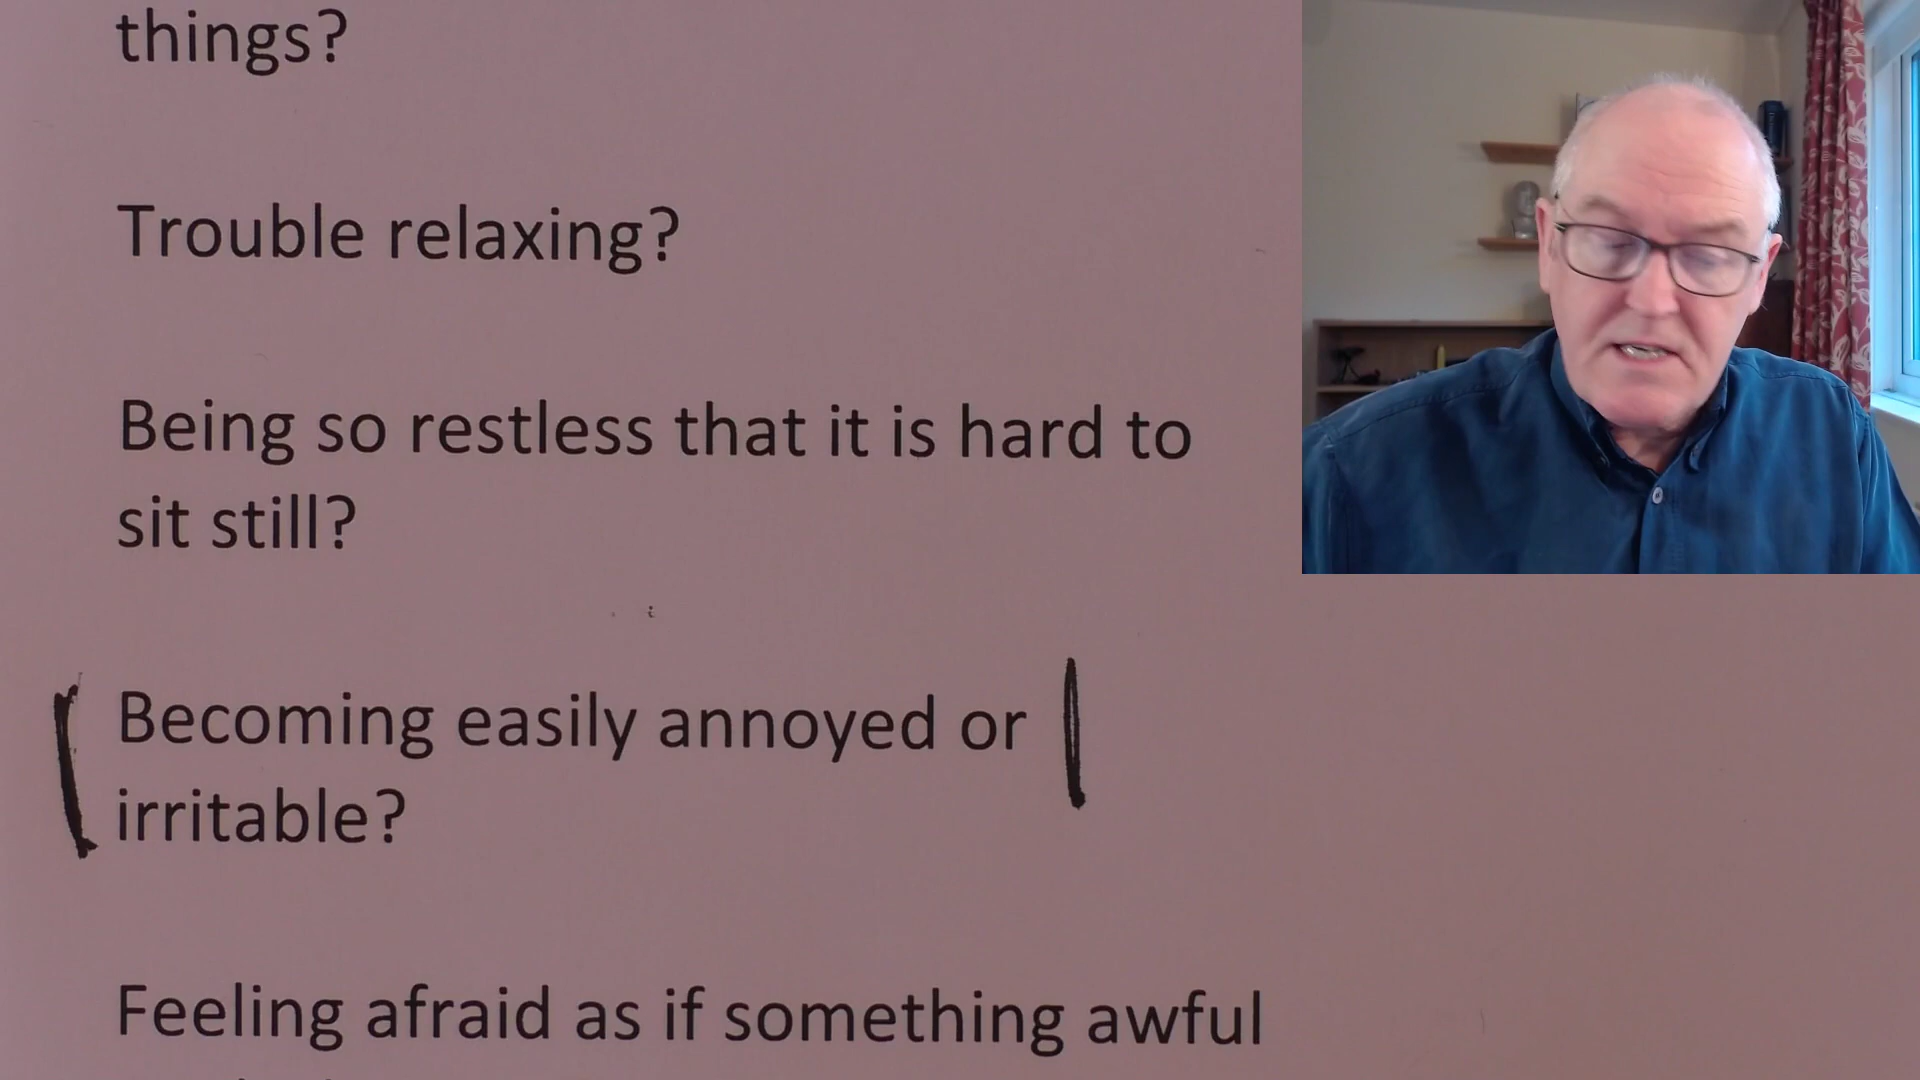 things?
Trouble relaxing?
Being so restless that it is hard to
sit still?
Becoming easily annoyed or
irritable?
Feeling afraid as if something awful